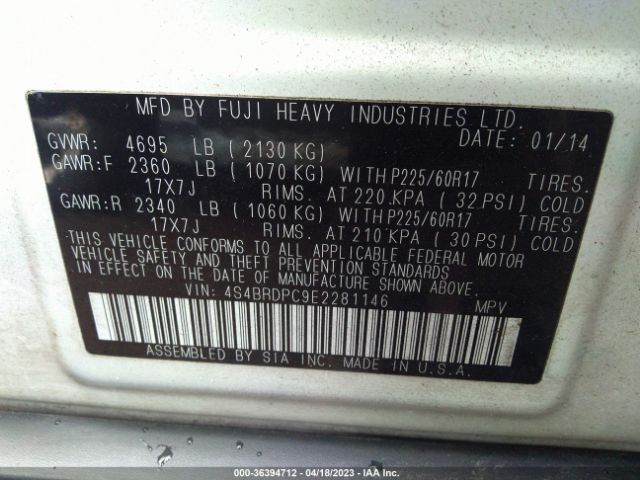 MFD BY FUJI HEAVY INDUSTRIES LTD.
DATE: 01/14
GVWR: 4695 LB (2130 KG)
GAWR:F 2360 LB (1070 KG) WITH P225/60R17 TIRES.
17X7J RIMS. AT 220 KPA (32 PSI) COLD
GAWR:R 2340 LB (1060 KG) WITH P225/60R17 TIRES.
17X7J RIMS. AT 210 KPA (30 PSI) COLD
THIS VEHICLE CONFORMS TO ALL APPLICABLE FEDERAL MOTOR
VEHICLE SAFETY AND THEFT PREVENTION STANDARDS
IN EFFECT ON THE DATE OF MANUFACTURE SHOWN ABOVE.
VIN: 4S4BRDPC9E2281146 MPV
ASSEMBLED BY SIA INC. MADE IN U.S.A.
000-36394712 - 04/18/2023 - IAA